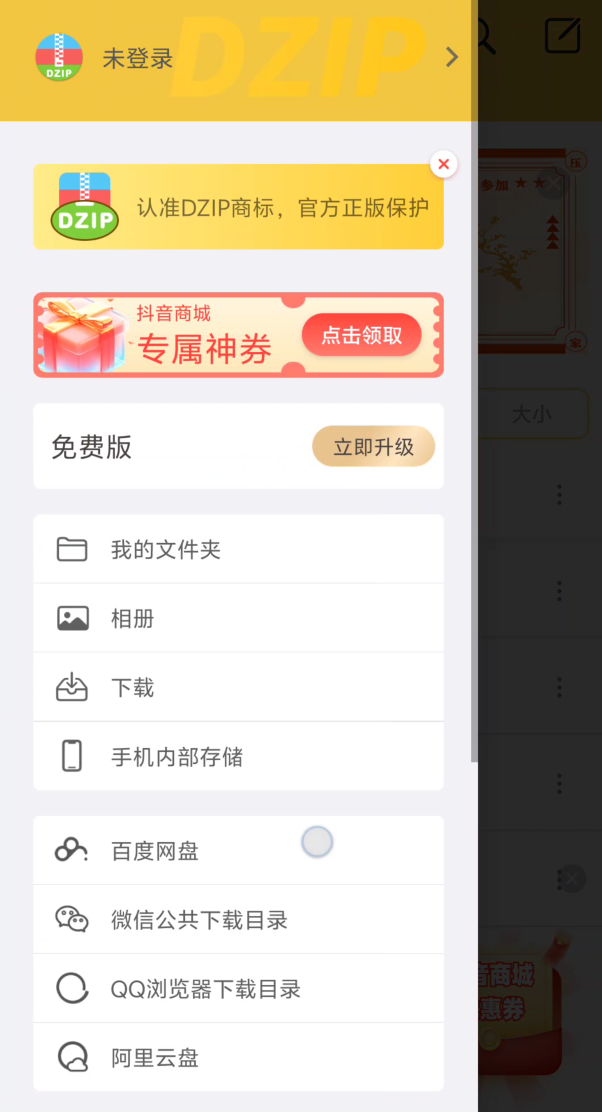 DZIP
DZIP
未登录
参加
压
DZIP
认准DZIP商标，官方正版保护
抖音商城
专属神券
点击领取
家
免费版
立即升级
大小
我的文件夹
相册
下载
手机内部存储
百度网盘
微信公共下载目录
QQ浏览器下载目录
阿里云盘
音商城
惠券